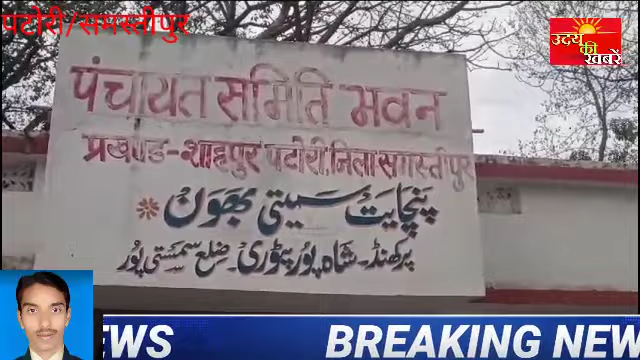 पटोरी/समस्तीपुर
उदय
की
खबरें
पंचायत समिति भवन
प्रखण्ड-शाहपुर पटोरी, जिला समस्तीपुर
پنچایت سمیتی بھون
پرکھنڈ۔ شاہ پور پٹوری۔ ضلع سمستی پور
EWS BREAKING NEW